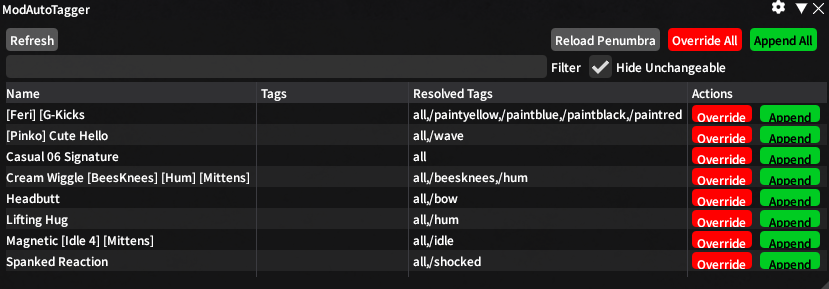 ModAutoTagger
Refresh Reload Penumbra Override All Append All
Filter Hide Unchangeable
Name Tags Resolved Tags Actions
[Feri] [G-Kicks all,/paintyellow,/paintblue,/paintblack,/paintred Override Append
[Pinko] Cute Hello all,/wave Override Append
Casual 06 Signature all Override Append
Cream Wiggle [BeesKnees] [Hum] [Mittens] all,/beesknees,/hum Override Append
Headbutt all,/bow Override Append
Lifting Hug all,/hum Override Append
Magnetic [Idle 4] [Mittens] all,/idle Override Append
Spanked Reaction all,/shocked Override Append